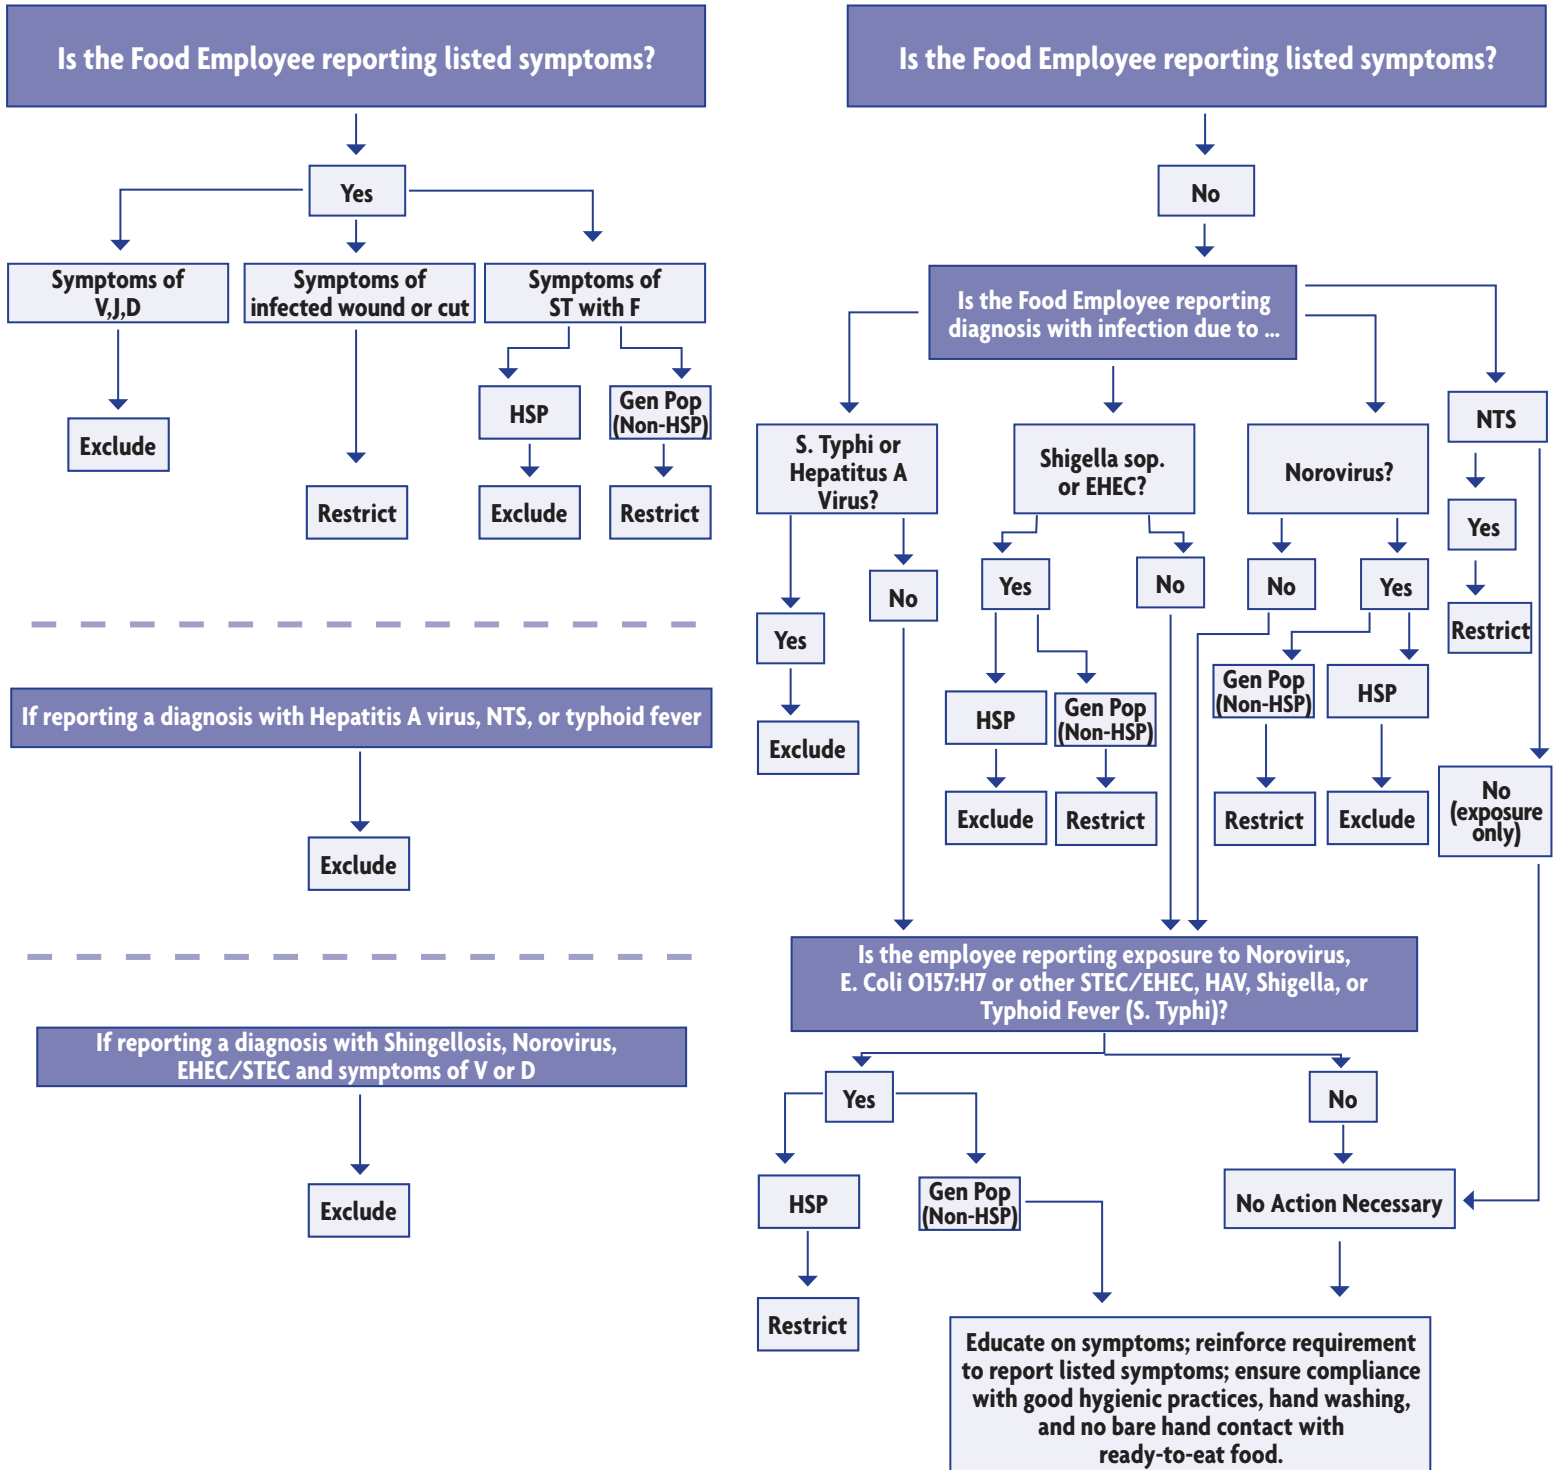 Is the Food Employee reporting listed symptoms?
Yes
Symptoms of
V,J,D
Symptoms of
infected wound or cut
Symptoms of
ST with F
HSP
Gen Pop
(Non-HSP)
Exclude
Restrict
Exclude
Restrict
If reporting a diagnosis with Hepatitis A virus, NTS, or typhoid fever
Exclude
If reporting a diagnosis with Shingellosis, Norovirus,
EHEC/STEC and symptoms of V or D
Exclude
Is the Food Employee reporting listed symptoms?
No
Is the Food Employee reporting
diagnosis with infection due to ...
S. Typhi or
Hepatitus A
Virus?
Shigella sop.
or EHEC?
Norovirus?
NTS
Yes
No
Yes
No
No
Yes
Yes
Restrict
Exclude
HSP
Gen Pop
(Non-HSP)
Gen Pop
(Non-HSP)
HSP
Exclude
Restrict
Restrict
Exclude
No
(exposure
only)
Is the employee reporting exposure to Norovirus,
E. Coli O157:H7 or other STEC/EHEC, HAV, Shigella, or
Typhoid Fever (S. Typhi)?
Yes
No
HSP
Gen Pop
(Non-HSP)
No Action Necessary
Restrict
Educate on symptoms; reinforce requirement
to report listed symptoms; ensure compliance
with good hygienic practices, hand washing,
and no bare hand contact with
ready-to-eat food.